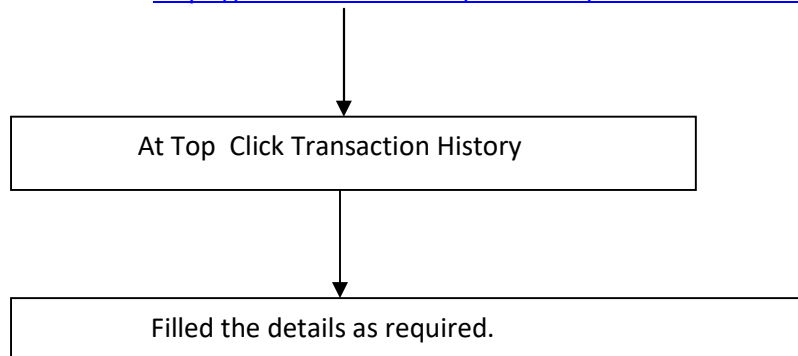 At Top  Click Transaction History
Filled the details as required.